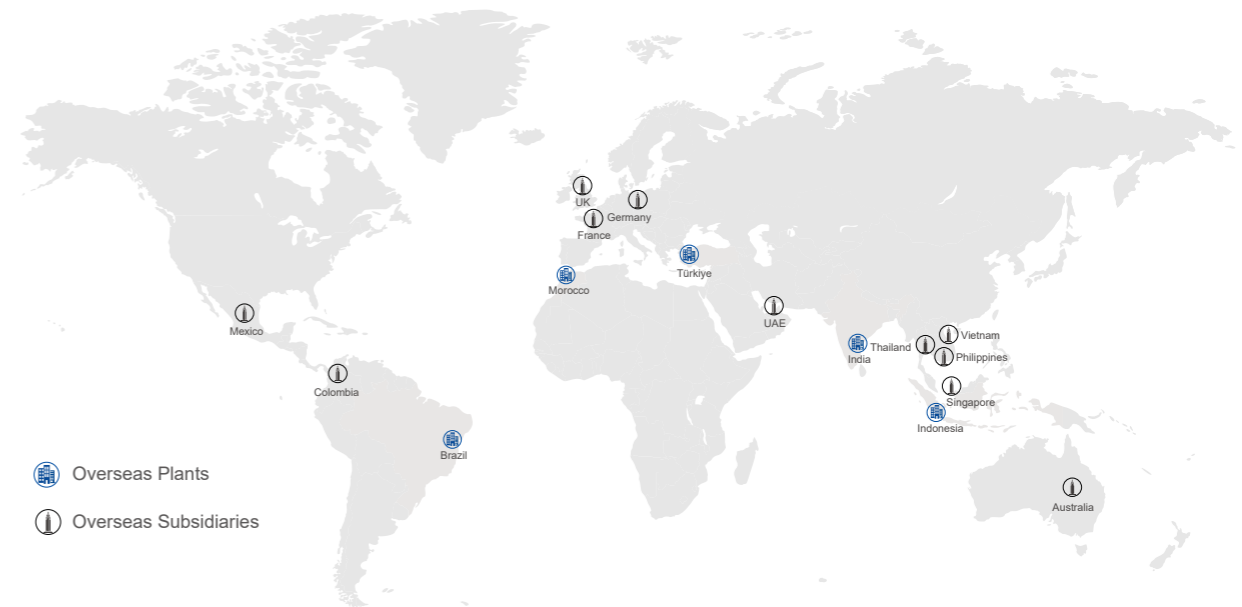 UK
Germany
France
Türkiye
Morocco
UAE
Mexico
Vietnam
Thailand
Philippines
India
Colombia
Singapore
Indonesia
Brazil
Overseas Plants
Australia
Overseas Subsidiaries